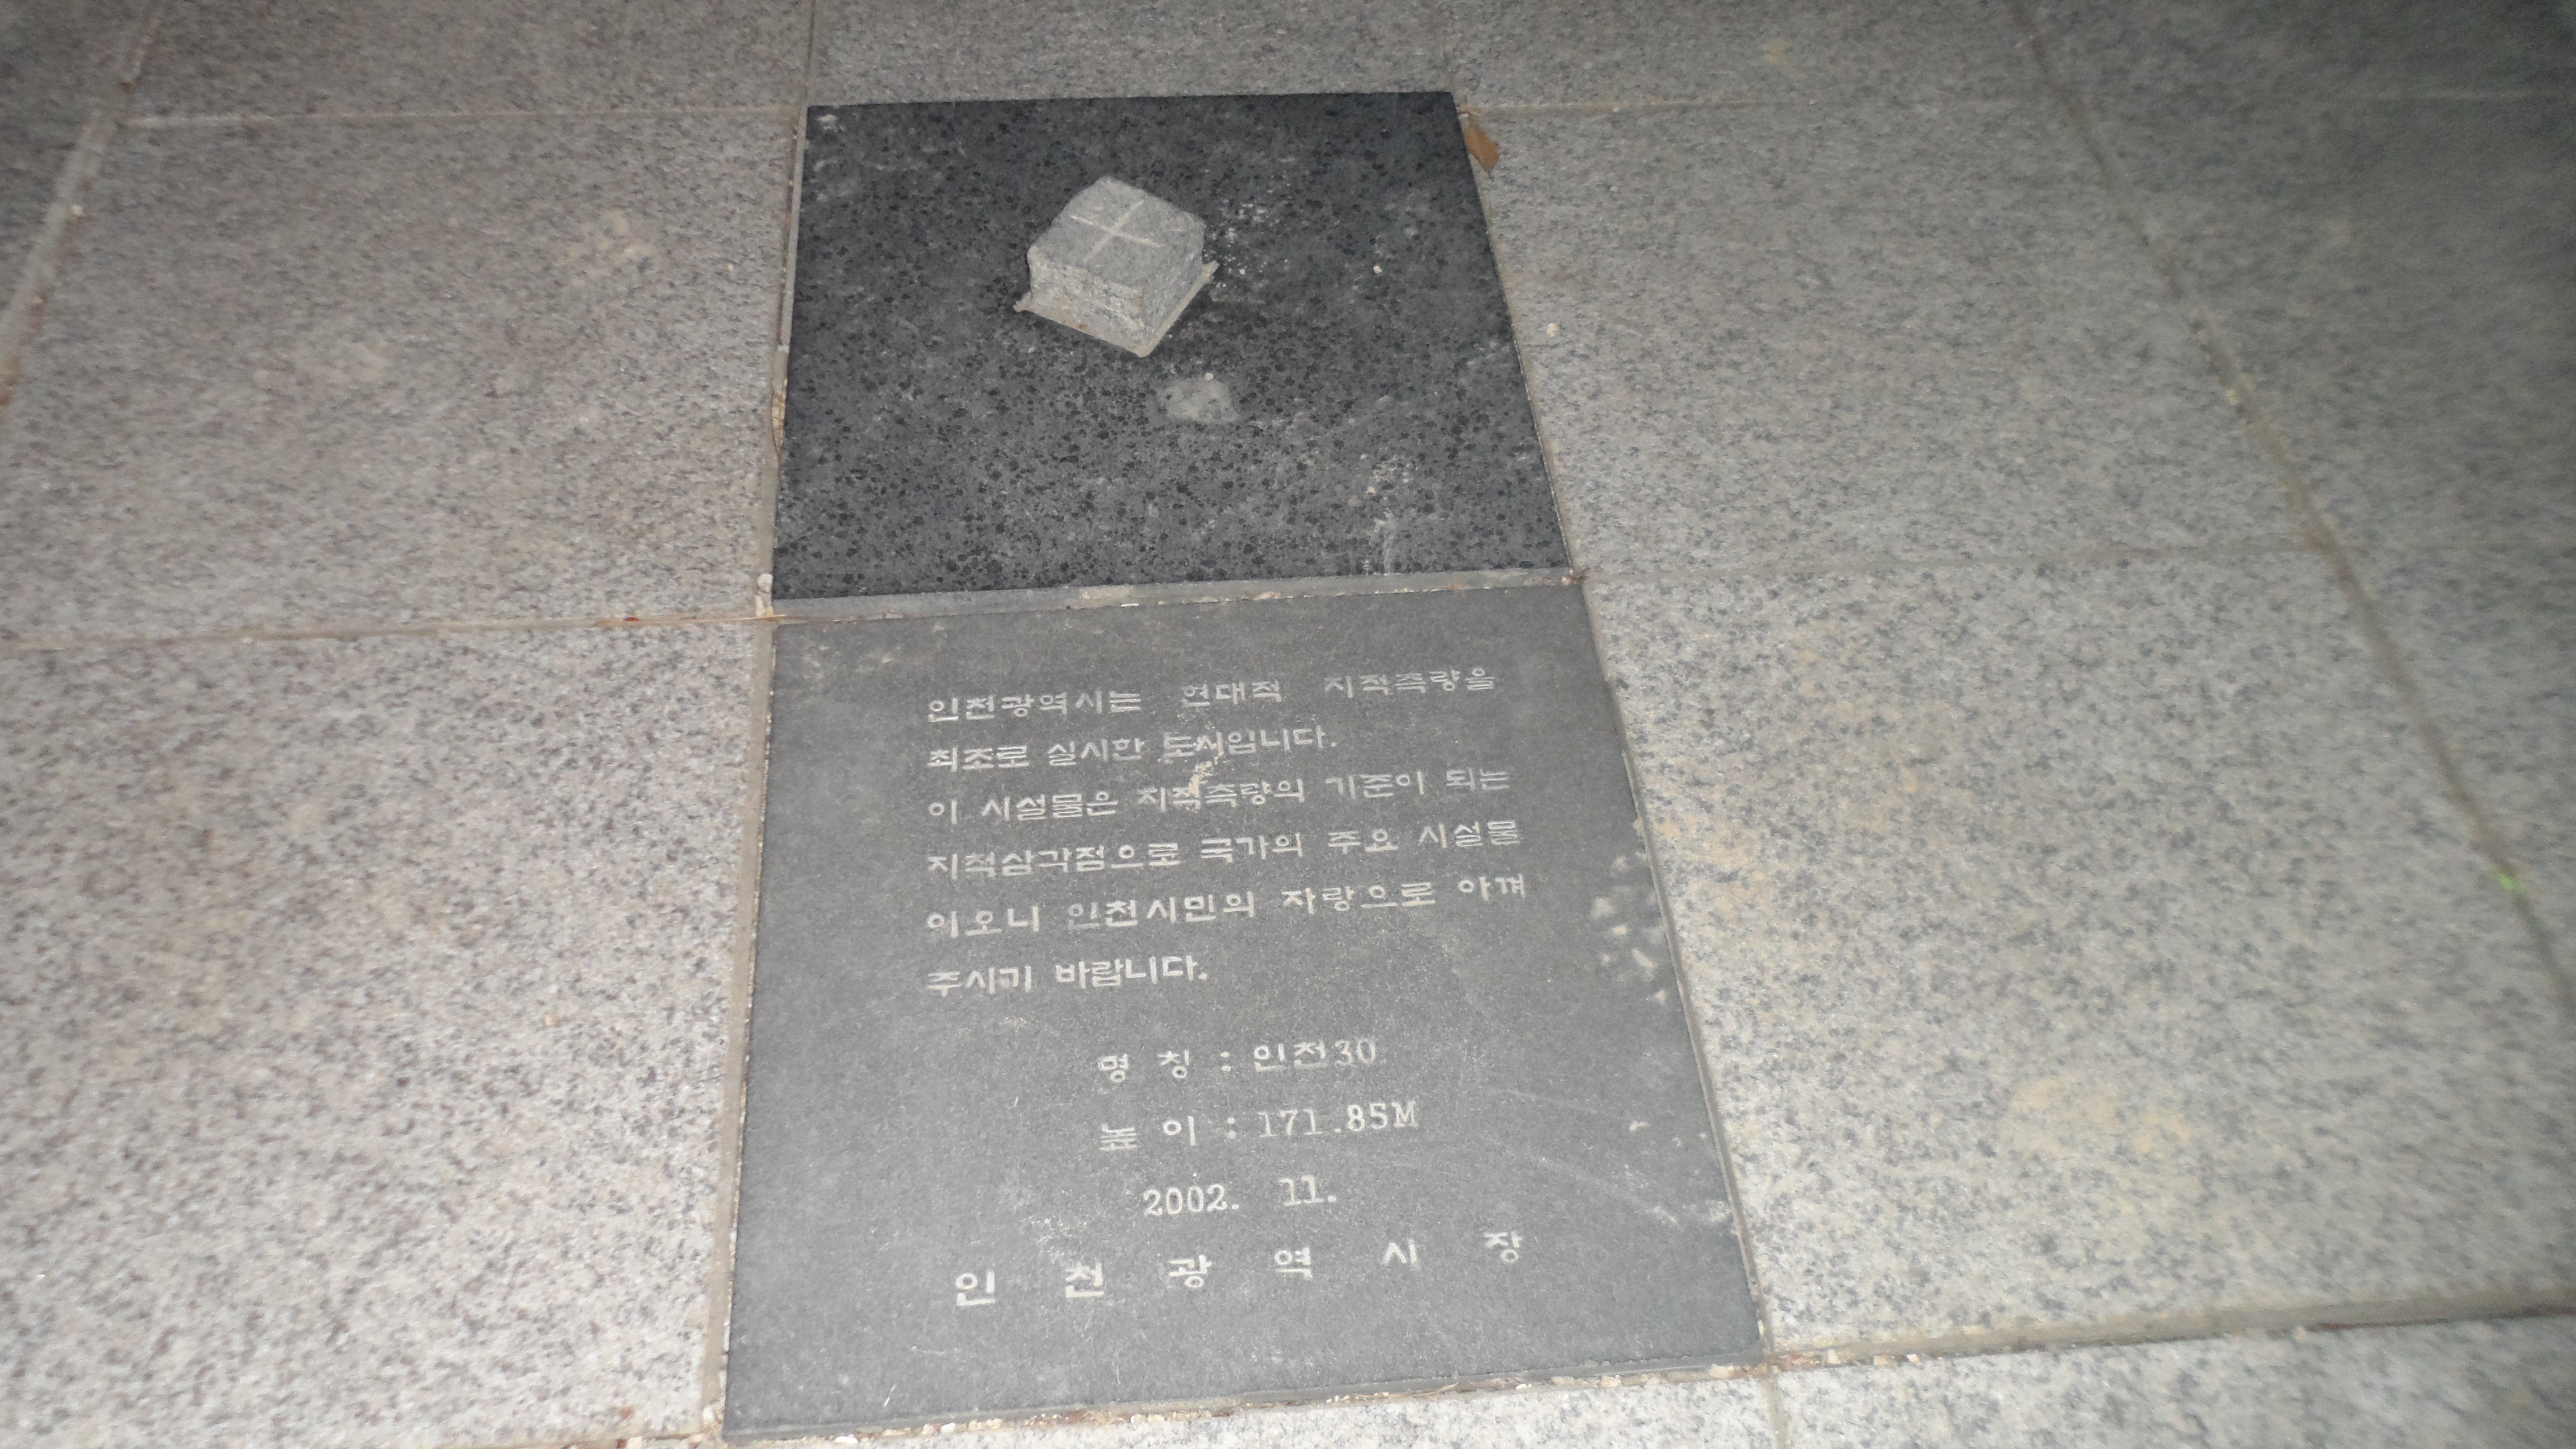 인천광역시는 현대적 지적측량을
최초로 실시한 도시입니다.
이 시설물은 지적측량의 기준이 되는
지적삼각점으로 국가의 주요 시설물
이오니 인천시민의 자랑으로 아껴
주시기 바랍니다.
명 칭 : 인천30
높 이 : 171.85M
2002. 11.
인 천 광 역 시 장